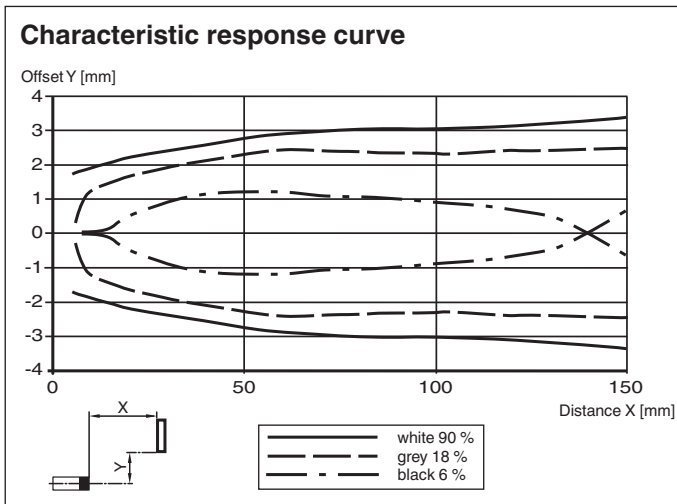 Characteristic response curve
Offset Y [mm]
4
3
2
1
0
-1
-2
-3
-4
0 50 100 150
Distance X [mm]
X
Y
white 90 %
grey 18 %
black 6 %